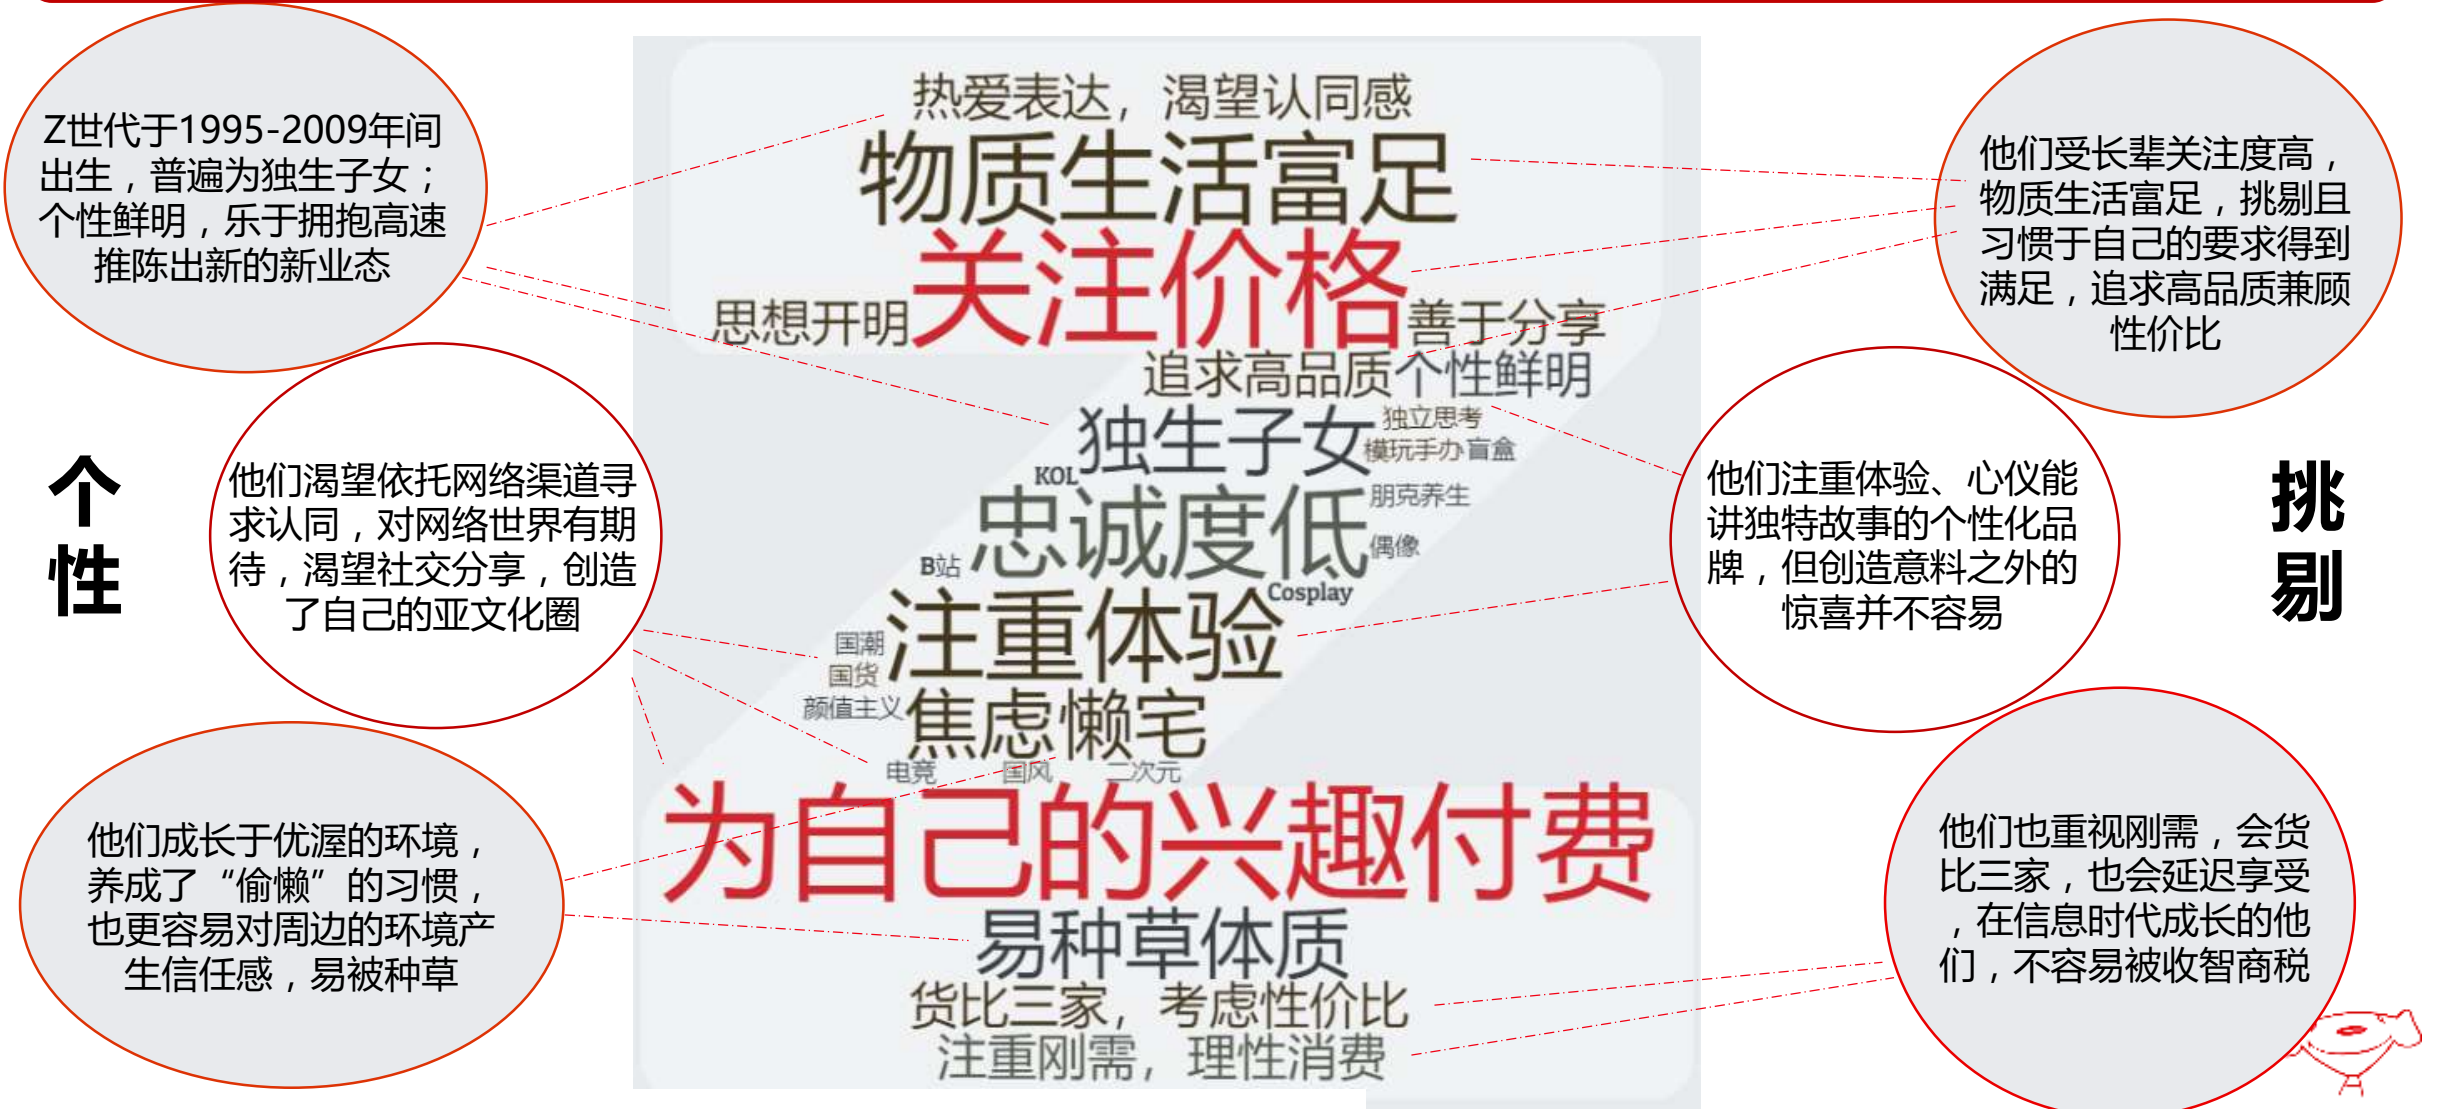 Z世代于1995-2009年间
出生，普遍为独生子女；
个性鲜明，乐于拥抱高速
推陈出新的新业态
个
性
他们渴望依托网络渠道寻
求认同，对网络世界有期
待，渴望社交分享，创造
了自己的亚文化圈
他们成长于优渥的环境，
养成了“偷懒”的习惯，
也更容易对周边的环境产
生信任感，易被种草
热爱表达，渴望认同感
物质生活富足
关注价格
思想开明
善于分享
追求高品质
个性鲜明
独生子女
独立思考
模玩手办盲盒
KOL
忠诚度低
朋克养生
偶像
B站
Cosplay
注重体验
国潮
国货
颜值主义
焦虑
懒宅
电竞
国风
二次元
为自己的兴趣付费
易种草体质
货比三家，考虑性价比
注重刚需，理性消费
他们受长辈关注度高，
物质生活富足，挑剔且
习惯于自己的要求得到
满足，追求高品质兼顾
性价比
他们注重体验、心仪能
讲独特故事的个性化品
牌，但创造意料之外的
惊喜并不容易
挑
剔
他们也重视刚需，会货
比三家，也会延迟享受
，在信息时代成长的他
们，不容易被收智商税